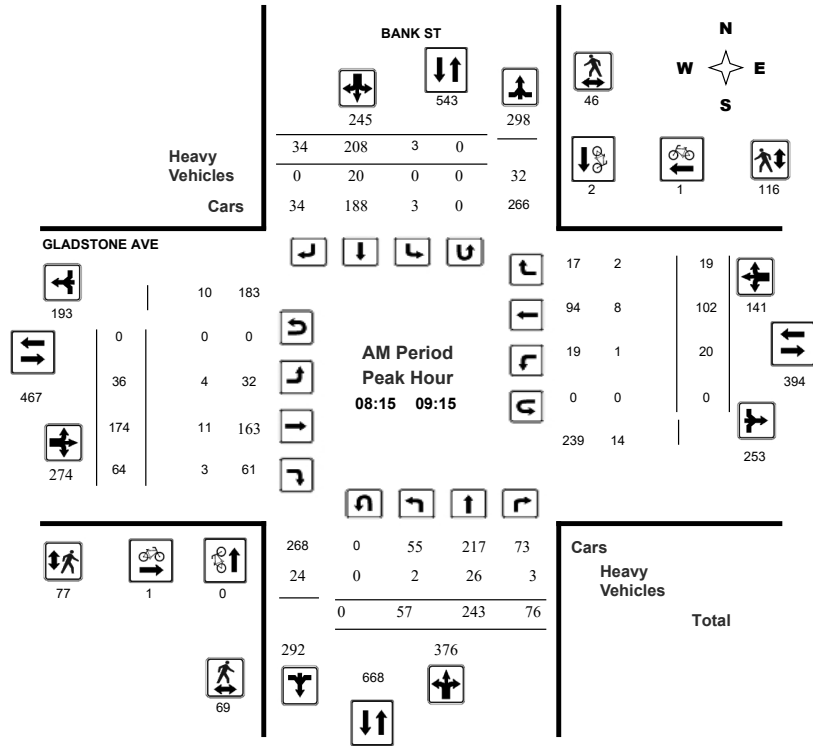 BANK ST
N
W E
S
543
46
245
298
34 208 3 0
Heavy
Vehicles
0 20 0 0 32
2 1 116
Cars
34 188 3 0 266
GLADSTONE AVE
17 2 19
193
10 183
94 8 102
141
0 0 0
AM Period
Peak Hour
08:15 09:15
19 1 20
467
36 4 32
394
0 0 0
174 11 163
239 14
253
274
64 3 61
268 0 55 217 73
Cars
24 0 2 26 3
Heavy
Vehicles
77 1 0
0 57 243 76
Total
292 376
668
69